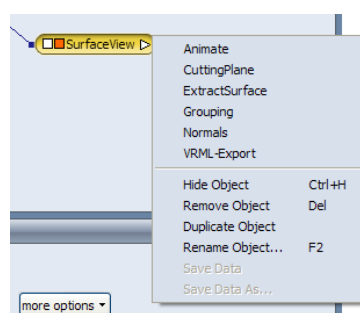 SurfaceView
Animate
CuttingPlane
ExtractSurface
Grouping
Normals
VRML-Export
Hide Object Ctrl+H
Remove Object Del
Duplicate Object
Rename Object... F2
Save Data
Save Data As...
more options